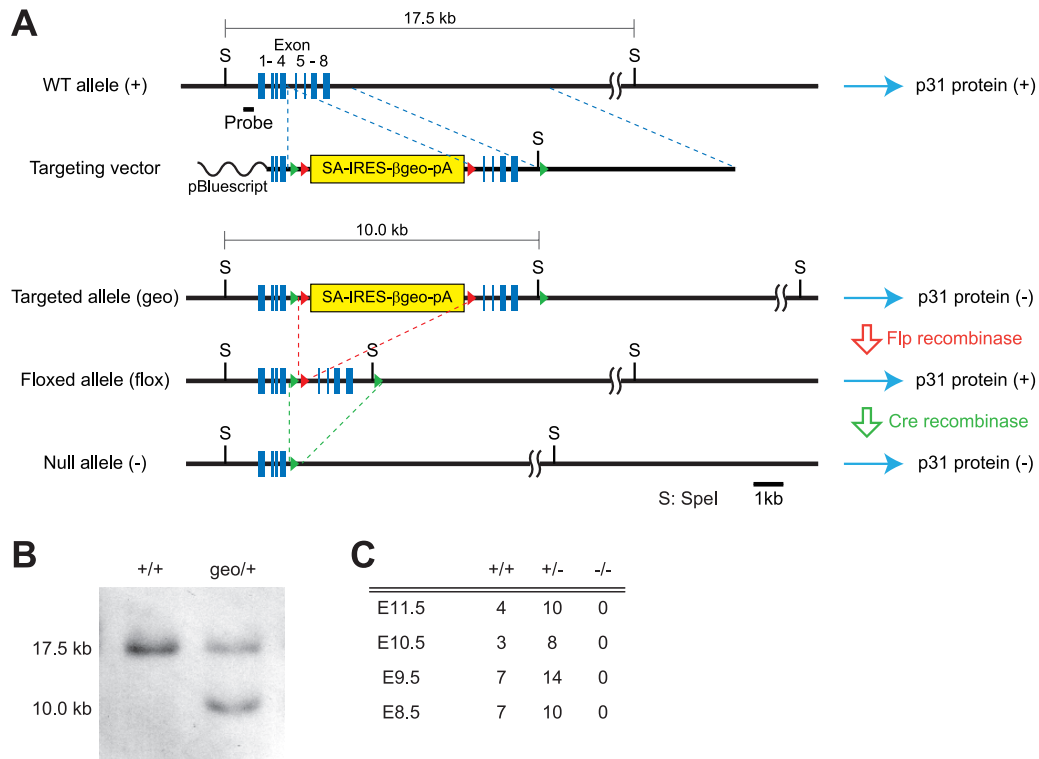 A
17.5 kb
S
S
Exon
1- 4 5 - 8
WT allele (+)
p31 protein (+)
Probe
S
Targeting vector
SA-IRES-βgeo-pA
pBluescript
10.0 kb
S
S
S
Targeted allele (geo)
SA-IRES-βgeo-pA
p31 protein (-)
Flp recombinase
S
S
S
Floxed allele (flox)
p31 protein (+)
Cre recombinase
S
S
Null allele (-)
p31 protein (-)
S: SpeI
1kb
B
+/+ geo/+
17.5 kb
10.0 kb
C
+/+ +/- -/-
E11.5 4 10 0
E10.5 3 8 0
E9.5 7 14 0
E8.5 7 10 0